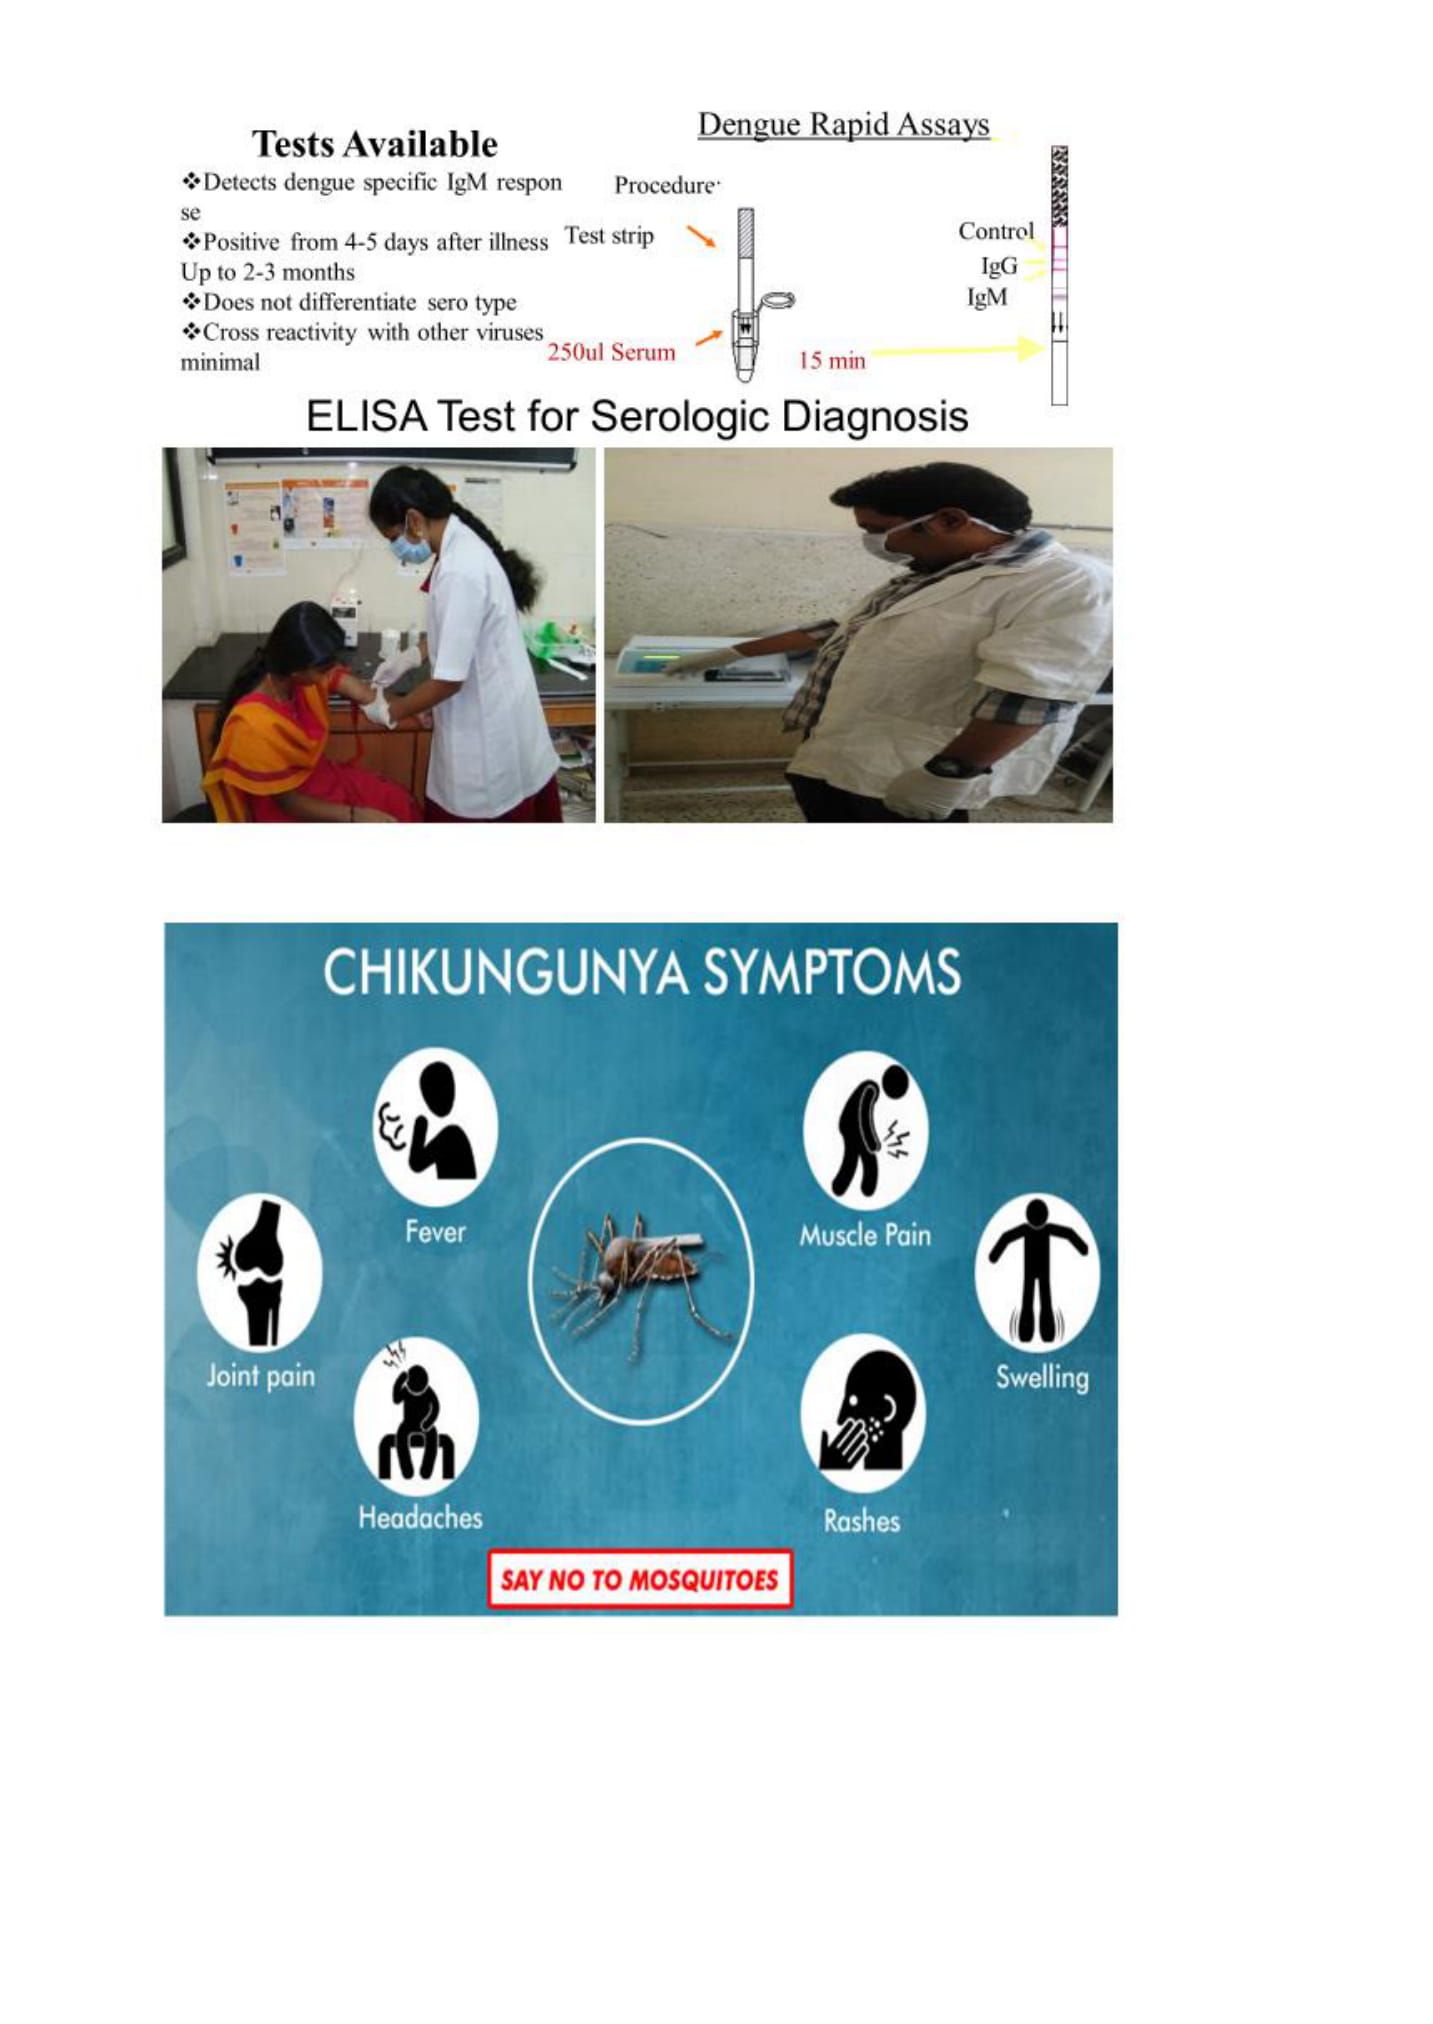 Tests Available
❖Detects dengue specific IgM respon
se
❖Positive from 4-5 days after illness
Up to 2-3 months
❖Does not differentiate sero type
❖Cross reactivity with other viruses
minimal
Dengue Rapid Assays
Procedure:
Test strip
250ul Serum
15 min
Control
IgG
IgM
ELISA Test for Serologic Diagnosis
CHIKUNGUNYA SYMPTOMS
Fever
Muscle Pain
Joint pain
Swelling
Headaches
Rashes
SAY NO TO MOSQUITOES